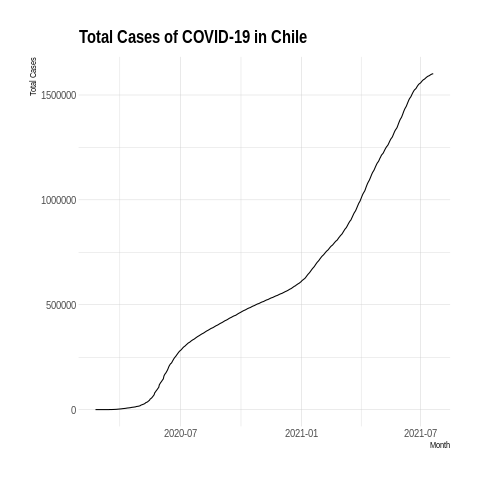 Total Cases of COVID-19 in Chile
Total Cases
1500000
1000000
500000
0
2020-07 2021-01 2021-07
Month